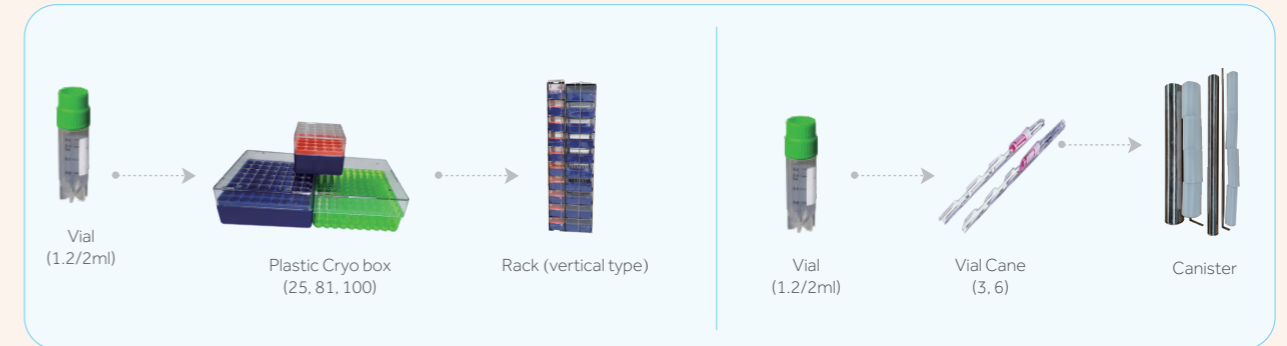 Vial
(1.2/2ml)
Plastic Cryo box
(25, 81, 100)
Rack (vertical type)
Vial
(1.2/2ml)
Vial Cane
(3, 6)
Canister